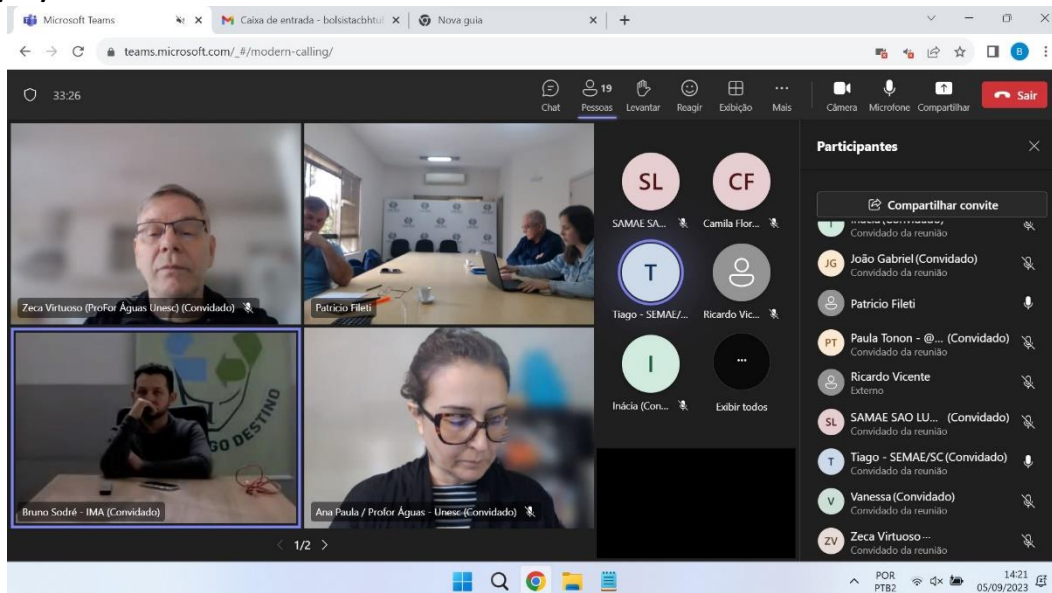 Microsoft Teams
Caixa de entrada - bolsistacbhtul
Nova guia
teams.microsoft.com/_#/modern-calling/
B
33:26
Chat
19
Pessoas
Levantar
Reagir
Exibição
Mais
Câmera
Microfone
Compartilhar
Sair
Zeca Virtuoso (ProFor Águas Unesc) (Convidado)
Patricio Fileti
GO DESTINO
Bruno Sodré - IMA (Convidado)
Ana Paula / Profor Águas - Unesc (Convidado)
SL
SAMAE SA...
CF
Camila Flor...
T
Tiago - SEMAE/...
Ricardo Vic...
I
Inácia (Con...
Exibir todos
1/2
Participantes
Compartilhar convite
Convidado da reunião
JG
João Gabriel (Convidado)
Convidado da reunião
Patricio Fileti
PT
Paula Tonon - @... (Convidado)
Convidado da reunião
Ricardo Vicente
Externo
SL
SAMAE SAO LU... (Convidado)
Convidado da reunião
T
Tiago - SEMAE/SC (Convidado)
Convidado da reunião
V
Vanessa (Convidado)
Convidado da reunião
ZV
Zeca Virtuoso...
Convidado da reunião
POR
PTB2
14:21
05/09/2023